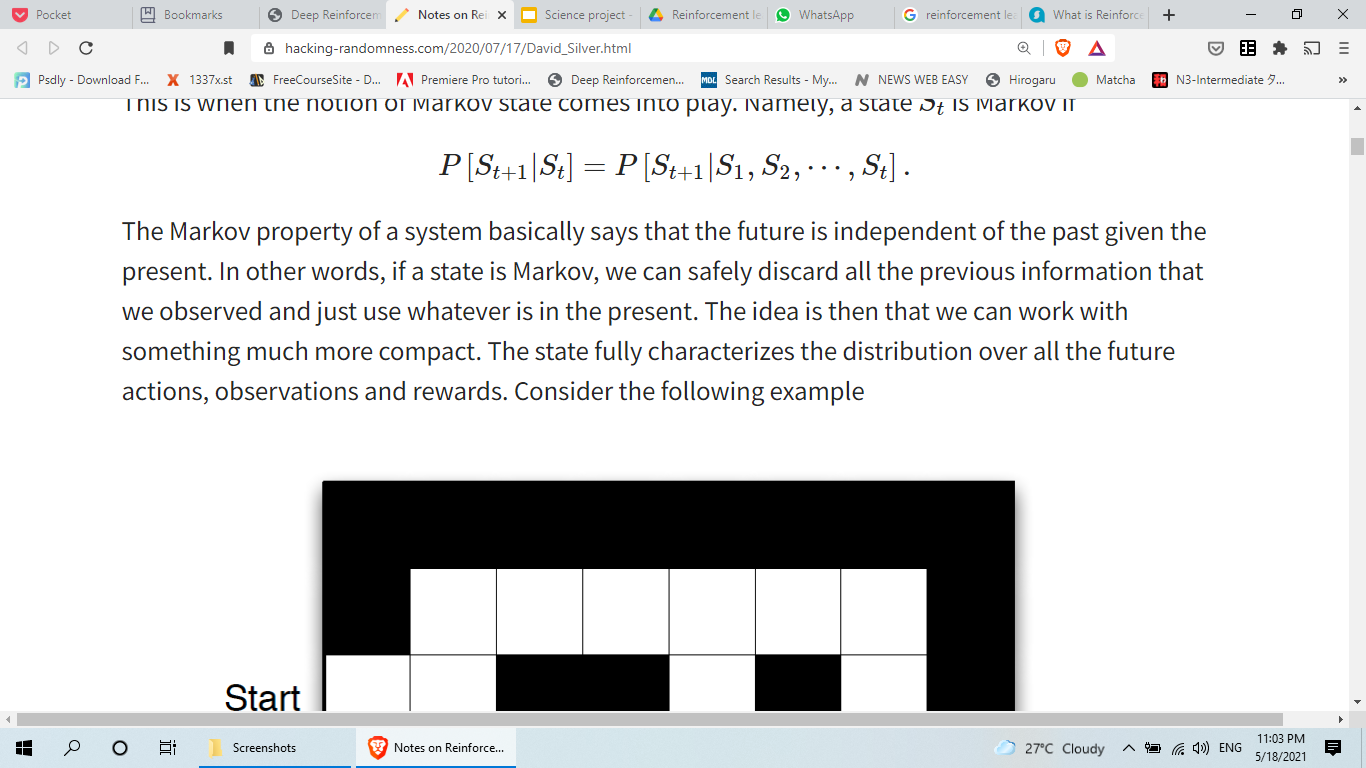 Pocket
Bookmarks
Deep Reinforcem
Notes on Rei
Science project -
Reinforcement le
WhatsApp
reinforcement lea
What is Reinforce
hacking-randomness.com/2020/07/17/David_Silver.html
Psdly - Download F...
1337x.st
FreeCourseSite - D...
Premiere Pro tutori...
Deep Reinforcemen...
Search Results - My...
NEWS WEB EASY
Hirogaru
Matcha
N3-Intermediate タ...
»
This is when the notion of Markov state comes into play. Namely, a state S_t is Markov if
P [S_{t+1}|S_t] = P [S_{t+1}|S_1, S_2, ⋯, S_t] .
The Markov property of a system basically says that the future is independent of the past given the
present. In other words, if a state is Markov, we can safely discard all the previous information that
we observed and just use whatever is in the present. The idea is then that we can work with
something much more compact. The state fully characterizes the distribution over all the future
actions, observations and rewards. Consider the following example
Start
Screenshots
Notes on Reinforce...
27°C Cloudy
ENG
11:03 PM
5/18/2021